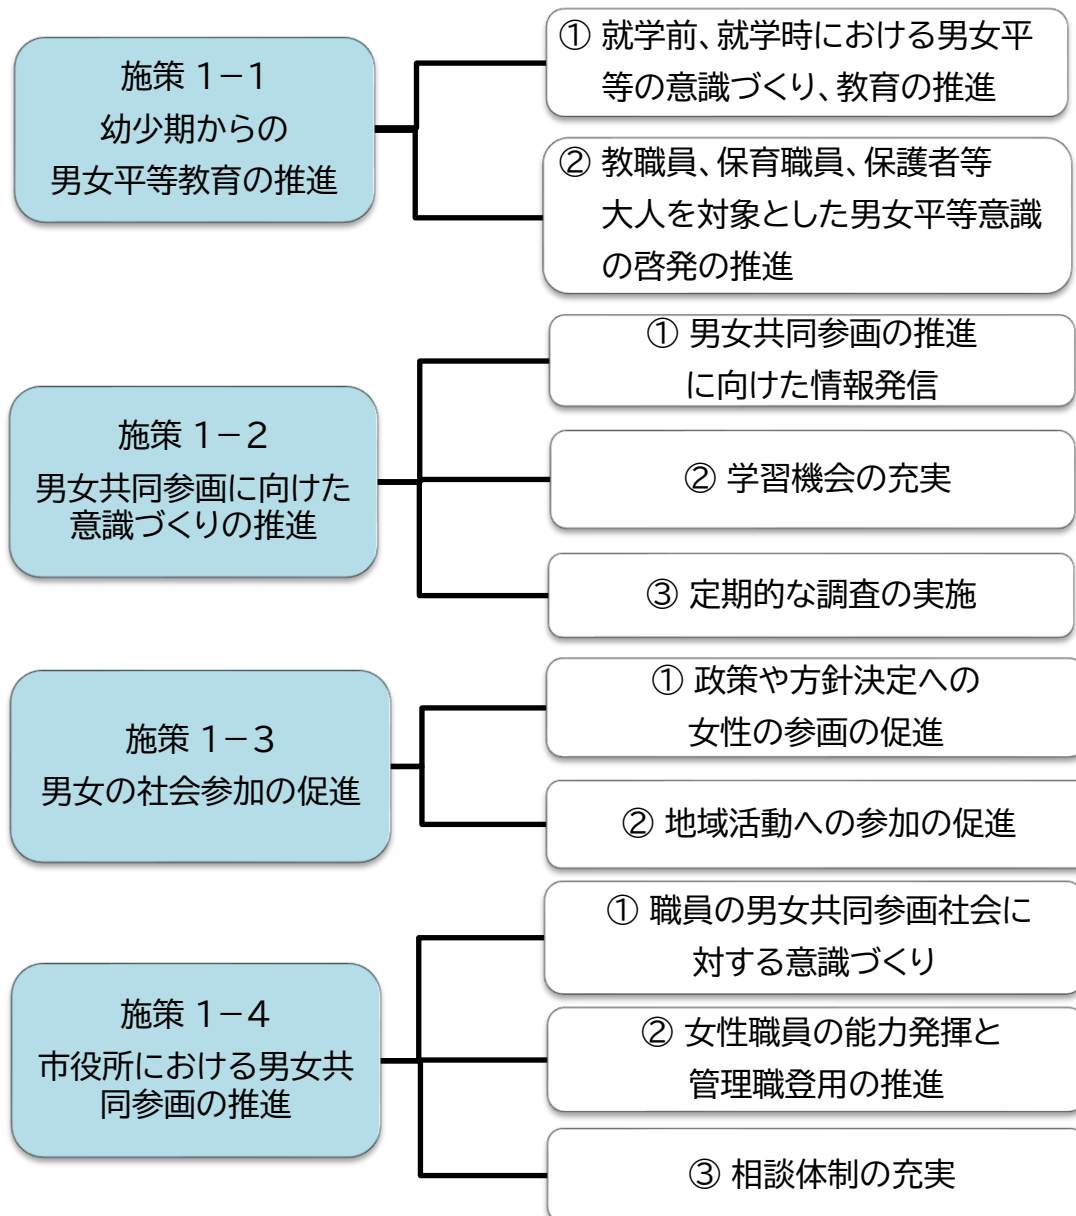 施策 1－1
幼少期からの
男女平等教育の推進
① 就学前、就学時における男女平
等の意識づくり、教育の推進
② 教職員、保育職員、保護者等
大人を対象とした男女平等意識
の啓発の推進
施策 1－2
男女共同参画に向けた
意識づくりの推進
① 男女共同参画の推進
に向けた情報発信
② 学習機会の充実
③ 定期的な調査の実施
施策 1－3
男女の社会参加の促進
① 政策や方針決定への
女性の参画の促進
② 地域活動への参加の促進
施策 1－4
市役所における男女共
同参画の推進
① 職員の男女共同参画社会に
対する意識づくり
② 女性職員の能力発揮と
管理職登用の推進
③ 相談体制の充実